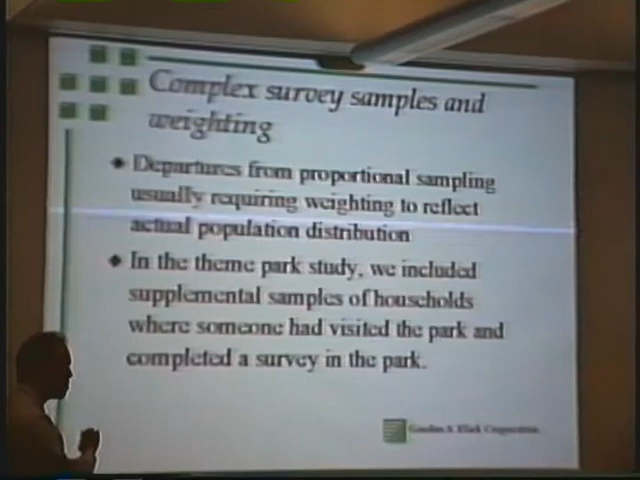 Complex survey samples and
weighting
Departures from proportional sampling
usually requiring weighting to reflect
actual population distribution
In the theme park study, we included
supplemental samples of households
where someone had visited the park and
completed a survey in the park.
Corporation